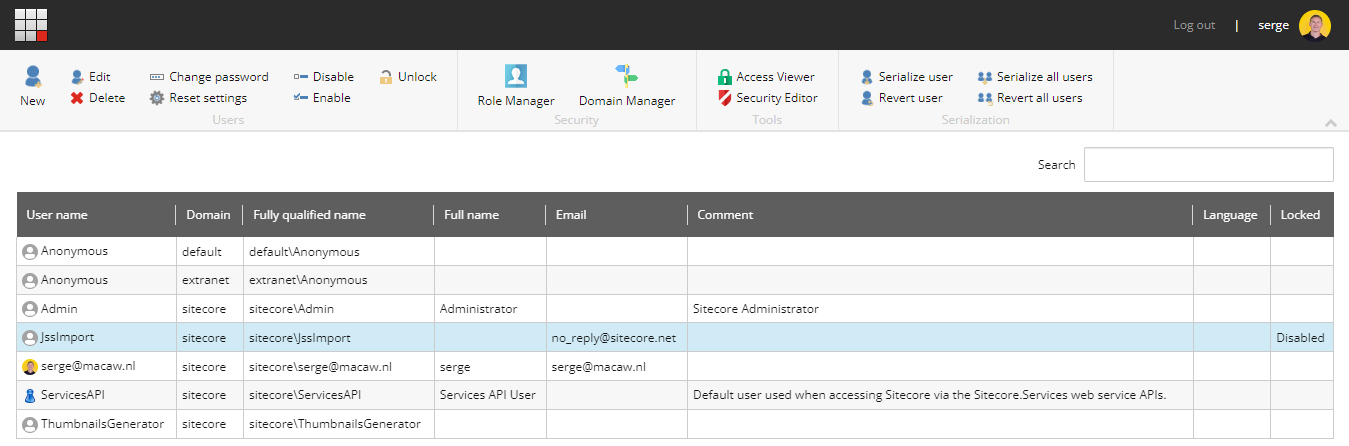 Log out | serge
New Edit Change password Disable Unlock Role Manager Domain Manager Access Viewer Serialize user Serialize all users
Delete Reset settings Enable Security Editor Revert user Revert all users
Users Security Tools Serialization
Search
User name Domain Fully qualified name Full name Email Comment Language Locked
Anonymous default default\Anonymous
Anonymous extranet extranet\Anonymous
Admin sitecore sitecore\Admin Administrator Sitecore Administrator
JssImport sitecore sitecore\JssImport no_reply@sitecore.net Disabled
serge@macaw.nl sitecore sitecore\serge@macaw.nl serge serge@macaw.nl
ServicesAPI sitecore sitecore\ServicesAPI Services API User Default user used when accessing Sitecore via the Sitecore.Services web service APIs.
ThumbnailsGenerator sitecore sitecore\ThumbnailsGenerator